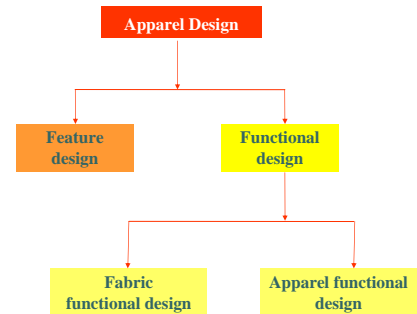 Apparel Design
Feature
design
Functional
design
Fabric
functional design
Apparel functional
design